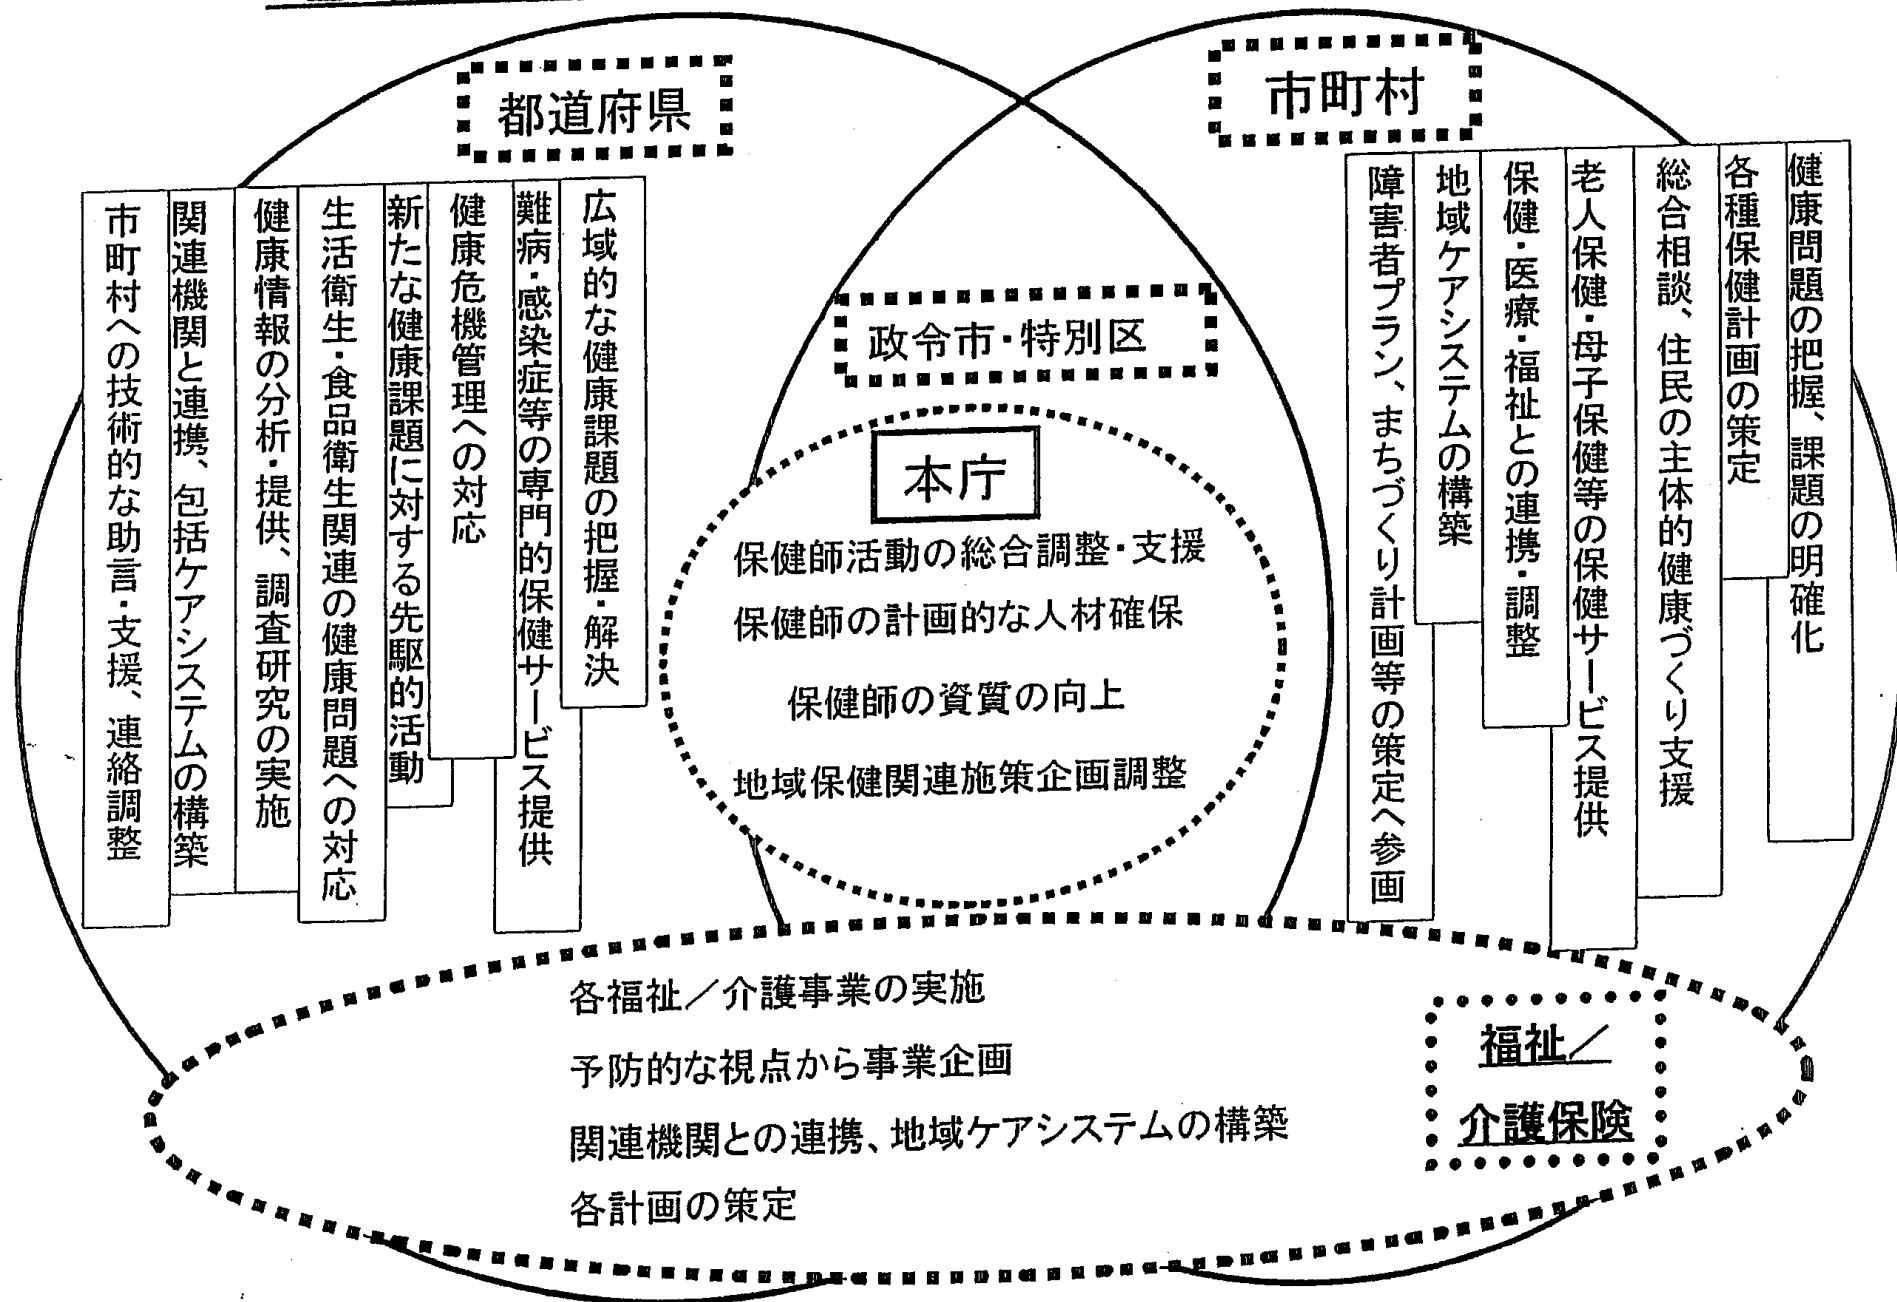 都道府県
市町村
広域的な健康課題の把握・解決
難病・感染症等の専門的保健サービス提供
健康危機管理への対応
新たな健康課題に対する先駆的活動
生活衛生・食品衛生関連の健康問題への対応
健康情報の分析・提供、調査研究の実施
関連機関と連携、包括ケアシステムの構築
市町村への技術的な助言・支援、連絡調整
健康問題の把握、課題の明確化
各種保健計画の策定
総合相談、住民の主体的健康づくり支援
老人保健・母子保健等の保健サービス提供
保健・医療・福祉との連携・調整
地域ケアシステムの構築
障害者プラン、まちづくり計画等の策定へ参画
政令市・特別区
本庁
保健師活動の総合調整・支援
保健師の計画的な人材確保
保健師の資質の向上
地域保健関連施策企画調整
各福祉／介護事業の実施
予防的な視点から事業企画
関連機関との連携、地域ケアシステムの構築
各計画の策定
福祉／
介護保険